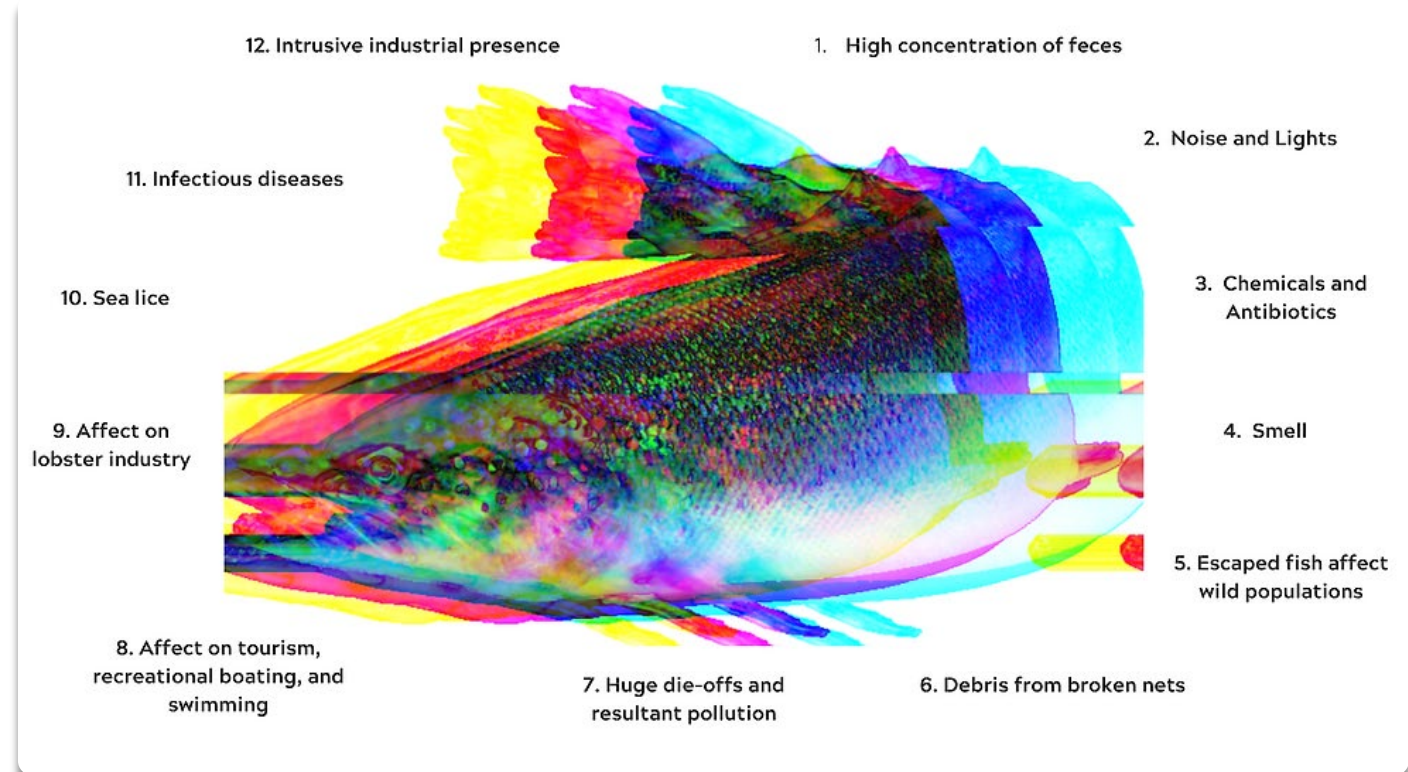 1. High concentration of feces
2. Noise and Lights
3. Chemicals and
Antibiotics
4. Smell
5. Escaped fish affect
wild populations
6. Debris from broken nets
7. Huge die-offs and
resultant pollution
8. Affect on tourism,
recreational boating, and
swimming
9. Affect on
lobster industry
10. Sea lice
11. Infectious diseases
12. Intrusive industrial presence